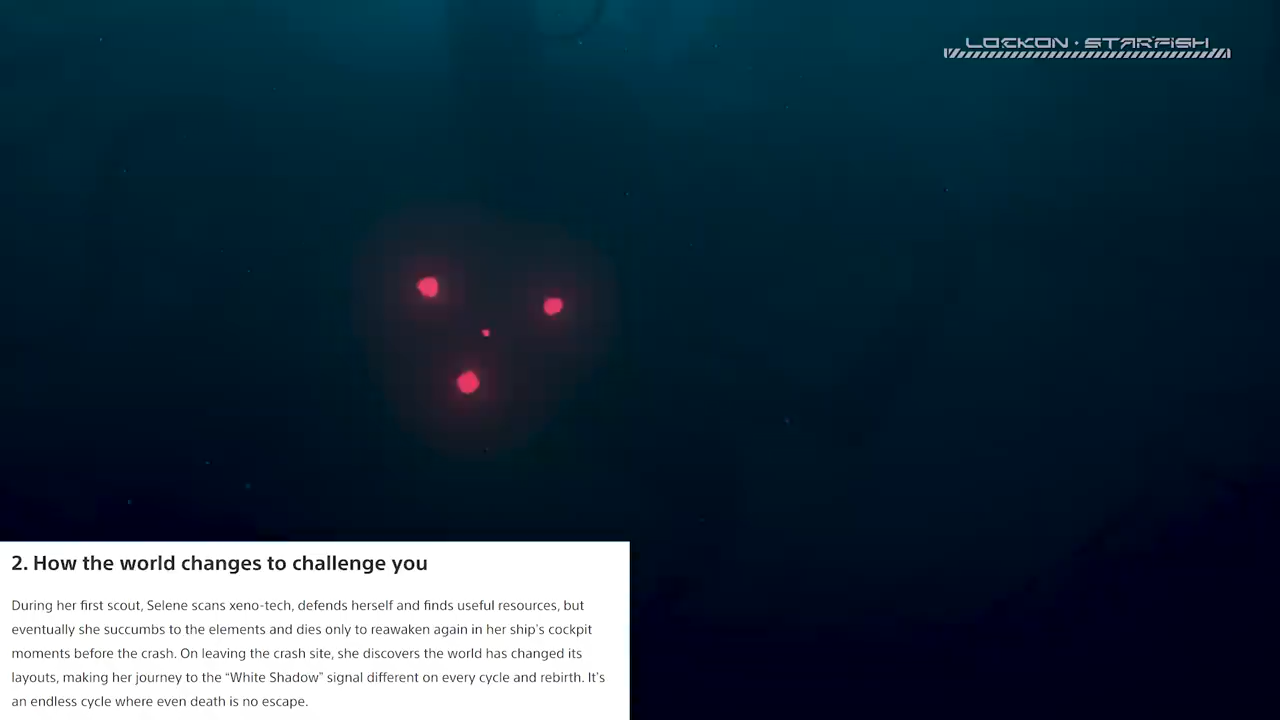 LOCKON · STARFISH
2. How the world changes to challenge you
During her first scout, Selene scans xeno-tech, defends herself and finds useful resources, but
eventually she succumbs to the elements and dies only to reawaken again in her ship's cockpit
moments before the crash. On leaving the crash site, she discovers the world has changed its
layouts, making her journey to the “White Shadow” signal different on every cycle and rebirth. It's
an endless cycle where even death is no escape.